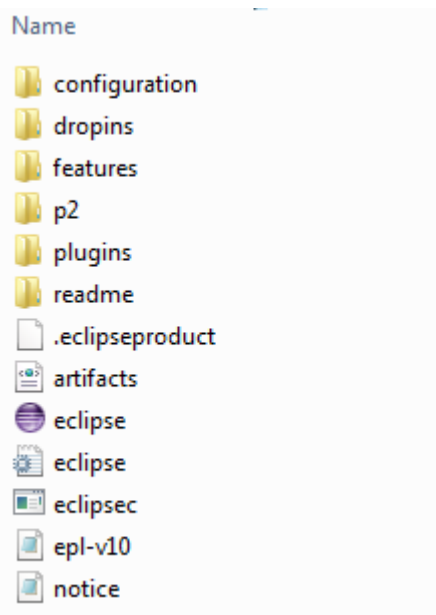 Name
configuration
dropins
features
p2
plugins
readme
.eclipseproduct
artifacts
eclipse
eclipse
eclipsec
epl-v10
notice